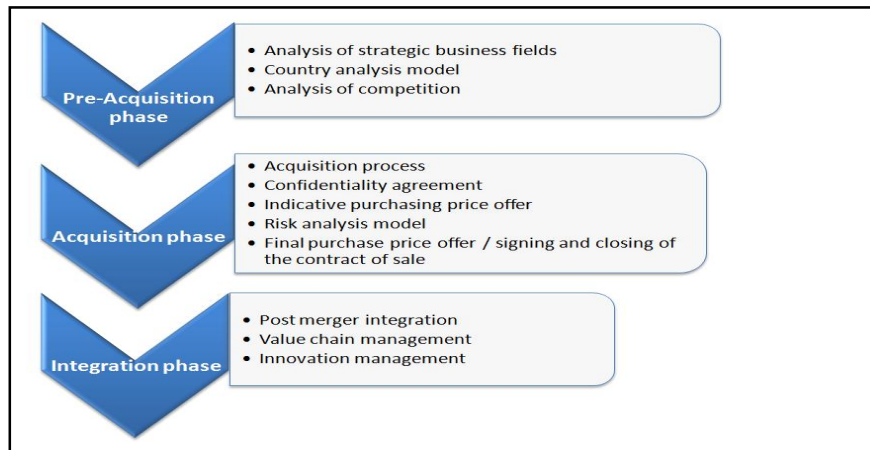 Pre-Acquisition
phase
• Analysis of strategic business fields
• Country analysis model
• Analysis of competition
Acquisition phase
• Acquisition process
• Confidentiality agreement
• Indicative purchasing price offer
• Risk analysis model
• Final purchase price offer / signing and closing of
the contract of sale
Integration phase
• Post merger integration
• Value chain management
• Innovation management